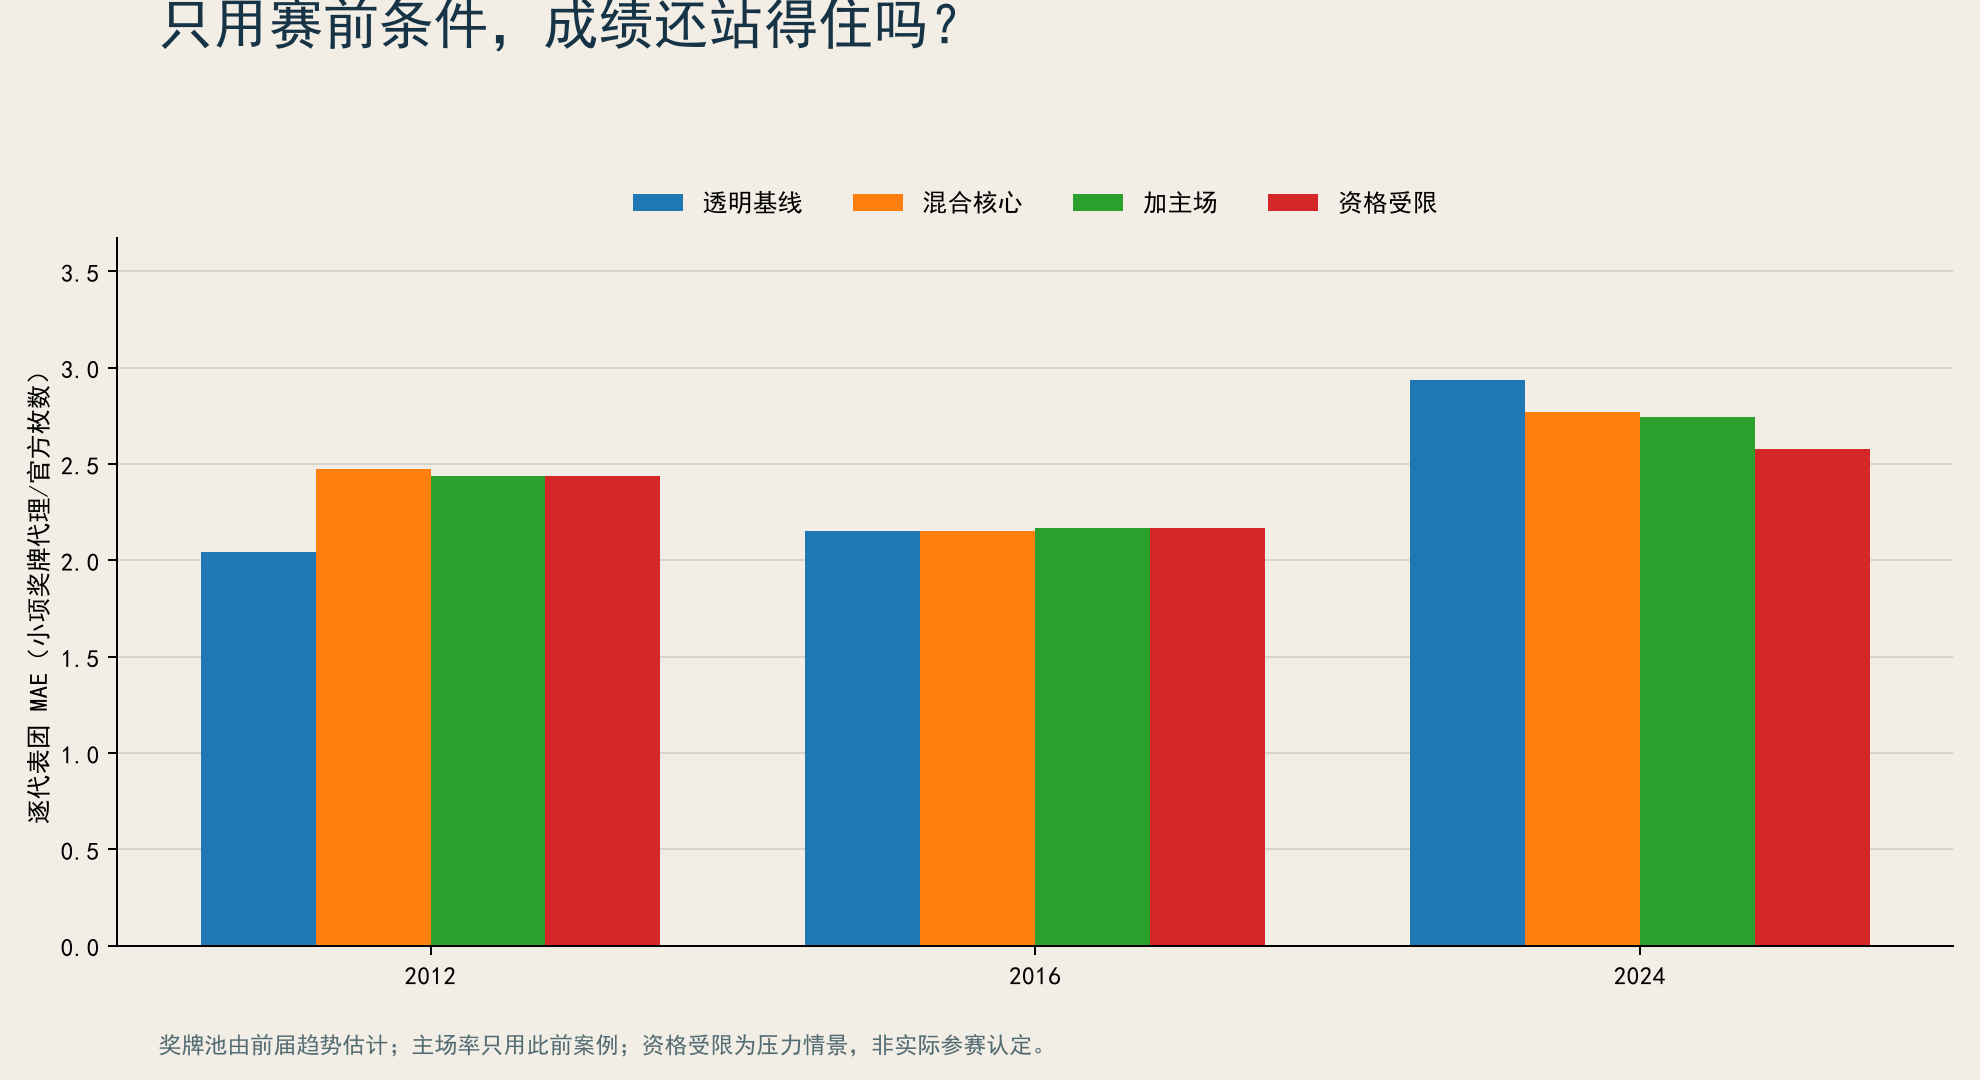 只用赛前条件，成绩还站得住吗？
透明基线 混合核心 加主场 资格受限
逐代表团 MAE（小项奖牌代理/官方枚数）
3.5
3.0
2.5
2.0
1.5
1.0
0.5
0.0
2012 2016 2024
奖牌池由前届趋势估计；主场率只用此前案例；资格受限为压力情景，非实际参赛认定。